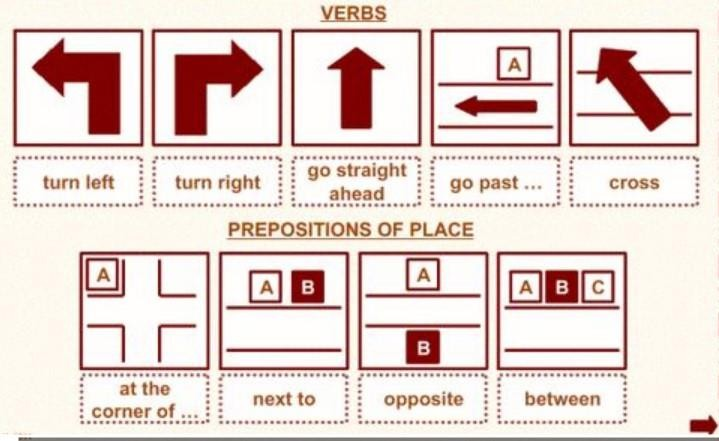 VERBS
A
turn left
turn right
go straight
ahead
go past ...
cross
PREPOSITIONS OF PLACE
A
A B
A
B
A B C
at the
corner of ...
next to
opposite
between